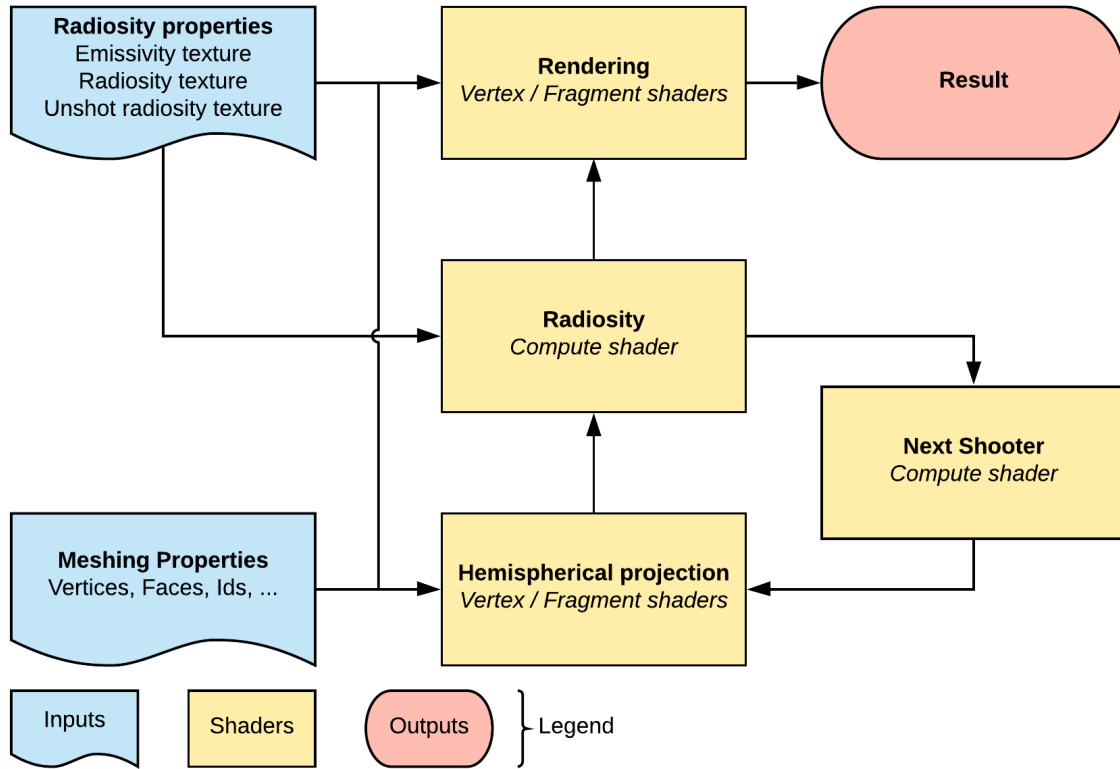 Radiosity properties
Emissivity texture
Radiosity texture
Unshot radiosity texture
Rendering
Vertex / Fragment shaders
Result
Radiosity
Compute shader
Next Shooter
Compute shader
Meshing Properties
Vertices, Faces, Ids, ...
Hemispherical projection
Vertex / Fragment shaders
Inputs
Shaders
Outputs
Legend